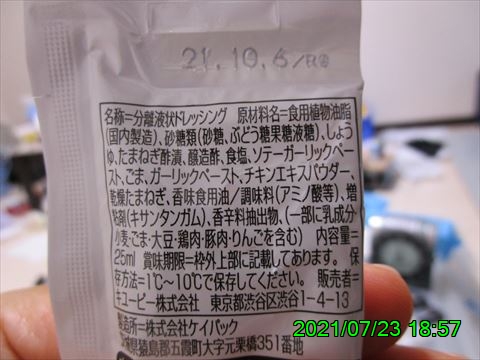 21.10.6/R@
名称=分離液状ドレッシング 原材料名=食用植物油脂
(国内製造)、砂糖類(砂糖、ぶどう糖果糖液糖)、しょう
ゆ、たまねぎ酢漬、醸造酢、食塩、ソテーガーリックペー
スト、ごま、ガーリックペースト、チキンエキスパウダー、
乾燥たまねぎ、香味食用油/調味料(アミノ酸等)、増
粘剤(キサンタンガム)、香辛料抽出物、(一部に乳成分・
小麦・ごま・大豆・鶏肉・豚肉・りんごを含む) 内容量=
25ml 賞味期限=枠外上部に記載してあります。 保
存方法=1℃～10℃で保存してください。 販売者=
キユーピー株式会社 東京都渋谷区渋谷1-4-13
製造所=株式会社ケイパック
県猿島郡五霞町大字元栗橋351番地
2021/07/23 18:57